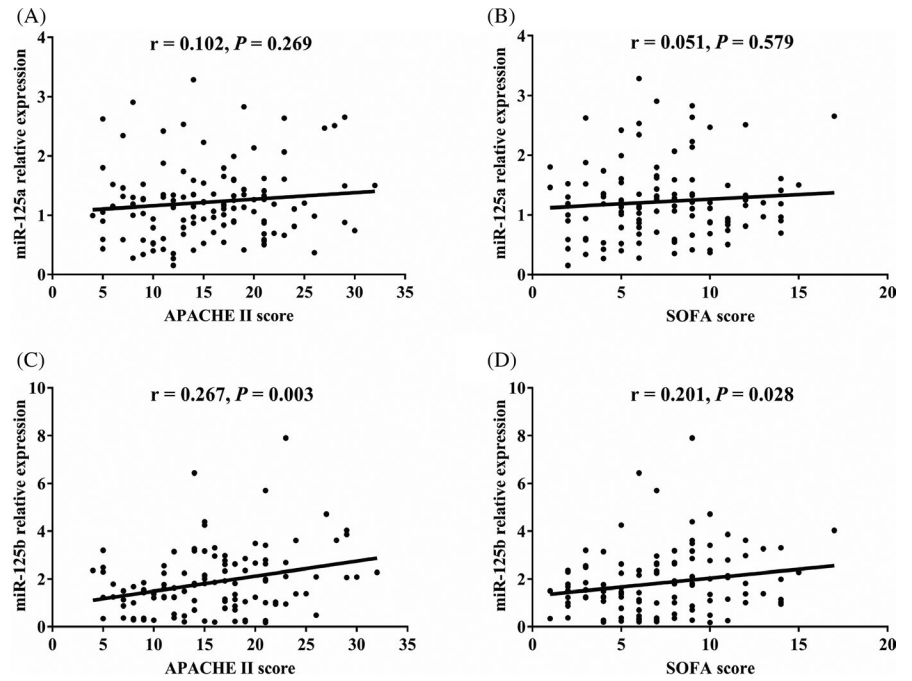 (A)
r = 0.102, P = 0.269
miR-125a relative expression
4
3
2
1
0
0 5 10 15 20 25 30 35
APACHE II score
(B)
r = 0.051, P = 0.579
miR-125a relative expression
4
3
2
1
0
0 5 10 15 20
SOFA score
(C)
r = 0.267, P = 0.003
miR-125b relative expression
10
8
6
4
2
0
0 5 10 15 20 25 30 35
APACHE II score
(D)
r = 0.201, P = 0.028
miR-125b relative expression
10
8
6
4
2
0
0 5 10 15 20
SOFA score